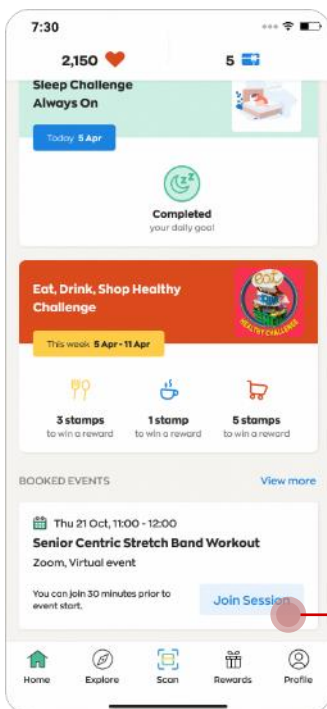 7:30
2,150
5
Sleep Challenge
Always On
Today 5 Apr
zzz
Completed
your daily goal
Eat, Drink, Shop Healthy
Challenge
eat
HEALTHY CHALLENGE
This week 5 Apr - 11 Apr
3 stamps 1 stamp 5 stamps
to win a reward to win a reward to win a reward
BOOKED EVENTS View more
Thu 21 Oct, 11:00 - 12:00
Senior Centric Stretch Band Workout
Zoom, Virtual event
You can join 30 minutes prior to
event start.
Join Session
Home Explore Scan Rewards Profile